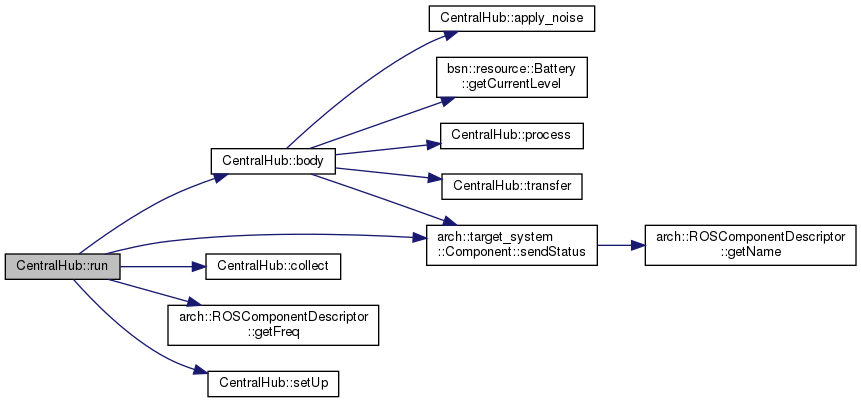 CentralHub::apply_noise
bsn::resource::Battery
::getCurrentLevel
CentralHub::process
CentralHub::body
CentralHub::transfer
arch::target_system
::Component::sendStatus
arch::ROSComponentDescriptor
::getName
CentralHub::run
CentralHub::collect
arch::ROSComponentDescriptor
::getFreq
CentralHub::setUp